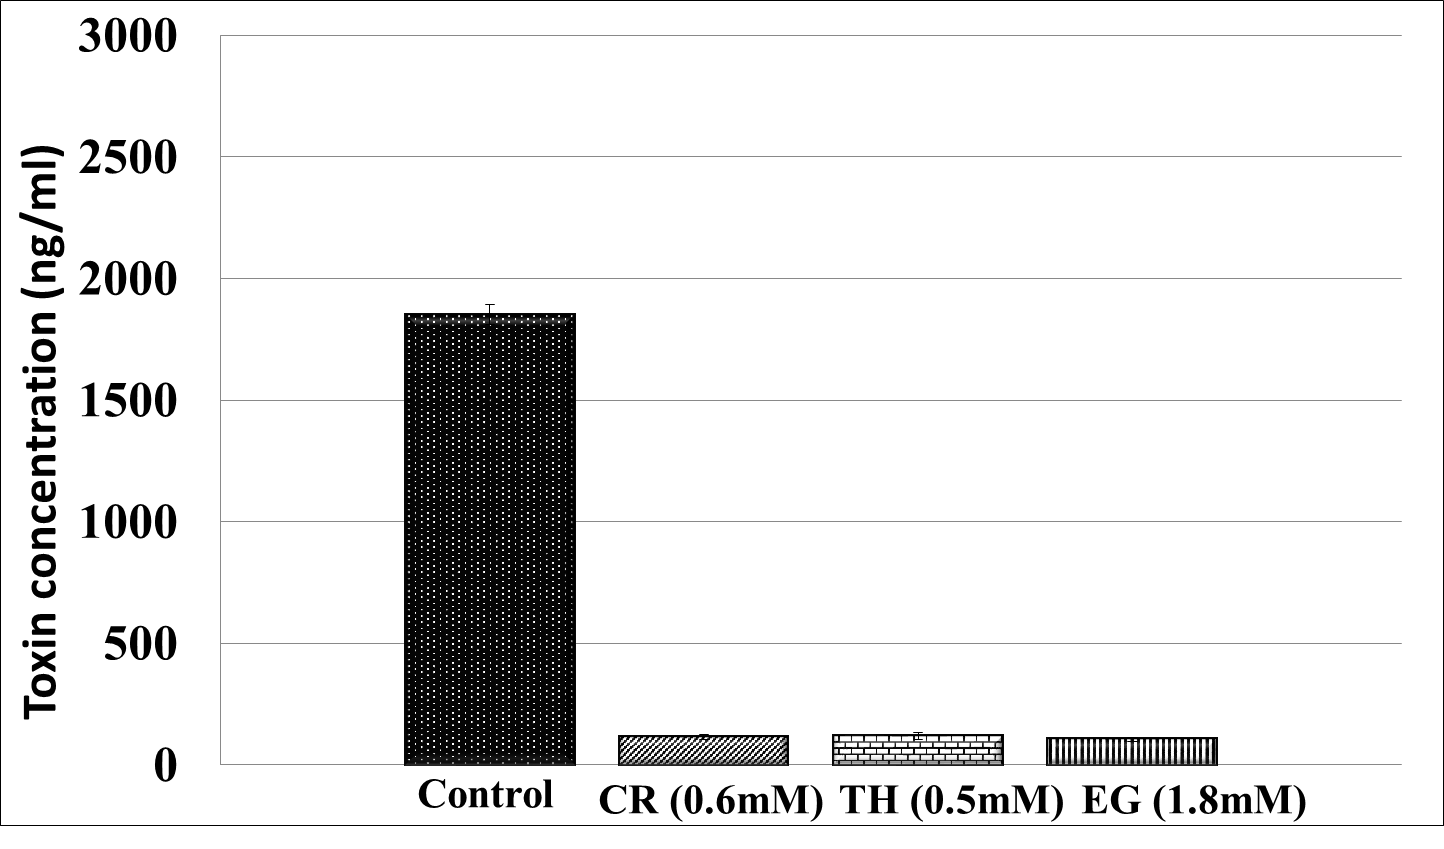 3000
2500
2000
1500
1000
500
0
Toxin concentration (ng/ml)
Control
CR (0.6mM)
TH (0.5mM)
EG (1.8mM)